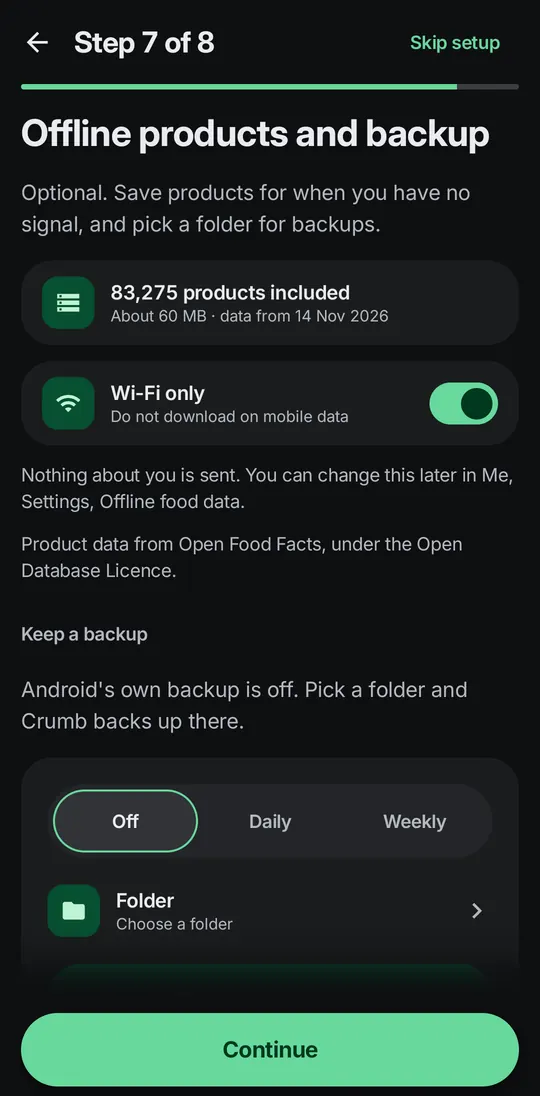 Step 7 of 8
Skip setup
Offline products and backup
Optional. Save products for when you have no
signal, and pick a folder for backups.
83,275 products included
About 60 MB · data from 14 Nov 2026
Wi-Fi only
Do not download on mobile data
Nothing about you is sent. You can change this later in Me,
Settings, Offline food data.
Product data from Open Food Facts, under the Open
Database Licence.
Keep a backup
Android's own backup is off. Pick a folder and
Crumb backs up there.
Off
Daily
Weekly
Folder
Choose a folder
Continue